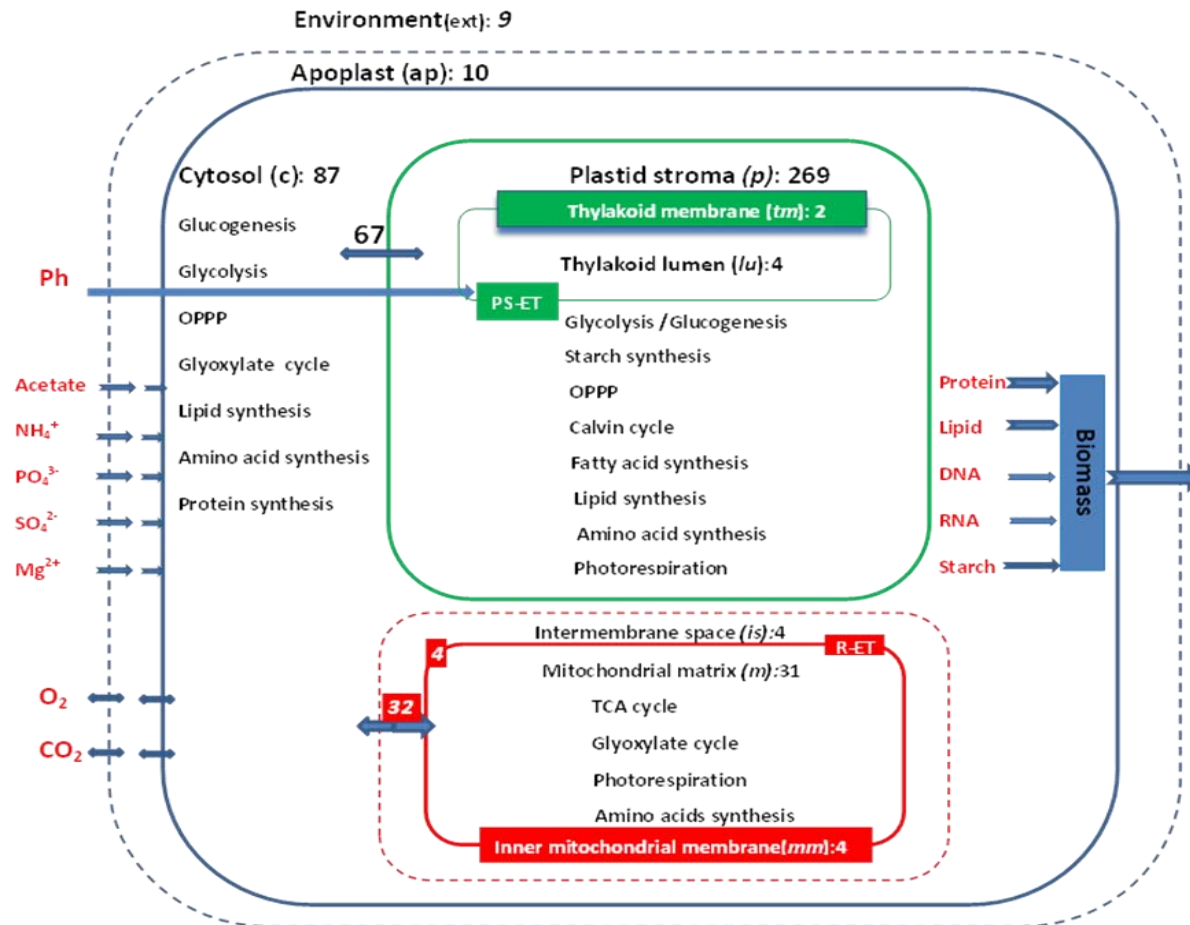 Environment(ext): 9
Apoplast (ap): 10
Cytosol (c): 87
Glucogenesis
Glycolysis
OPPP
Glyoxylate cycle
Lipid synthesis
Amino acid synthesis
Protein synthesis
67
Ph
Acetate
NH₄⁺
PO₄³⁻
SO₄²⁻
Mg²⁺
O₂
CO₂
Plastid stroma (p): 269
Thylakoid membrane (tm): 2
Thylakoid lumen (lu):4
PS-ET
Glycolysis /Glucogenesis
Starch synthesis
OPPP
Calvin cycle
Fatty acid synthesis
Lipid synthesis
Amino acid synthesis
Photorespiration
Protein
Lipid
DNA
RNA
Starch
Biomass
Intermembrane space (is):4
R-ET
4
32
Mitochondrial matrix (m):31
TCA cycle
Glyoxylate cycle
Photorespiration
Amino acids synthesis
Inner mitochondrial membrane(mm):4